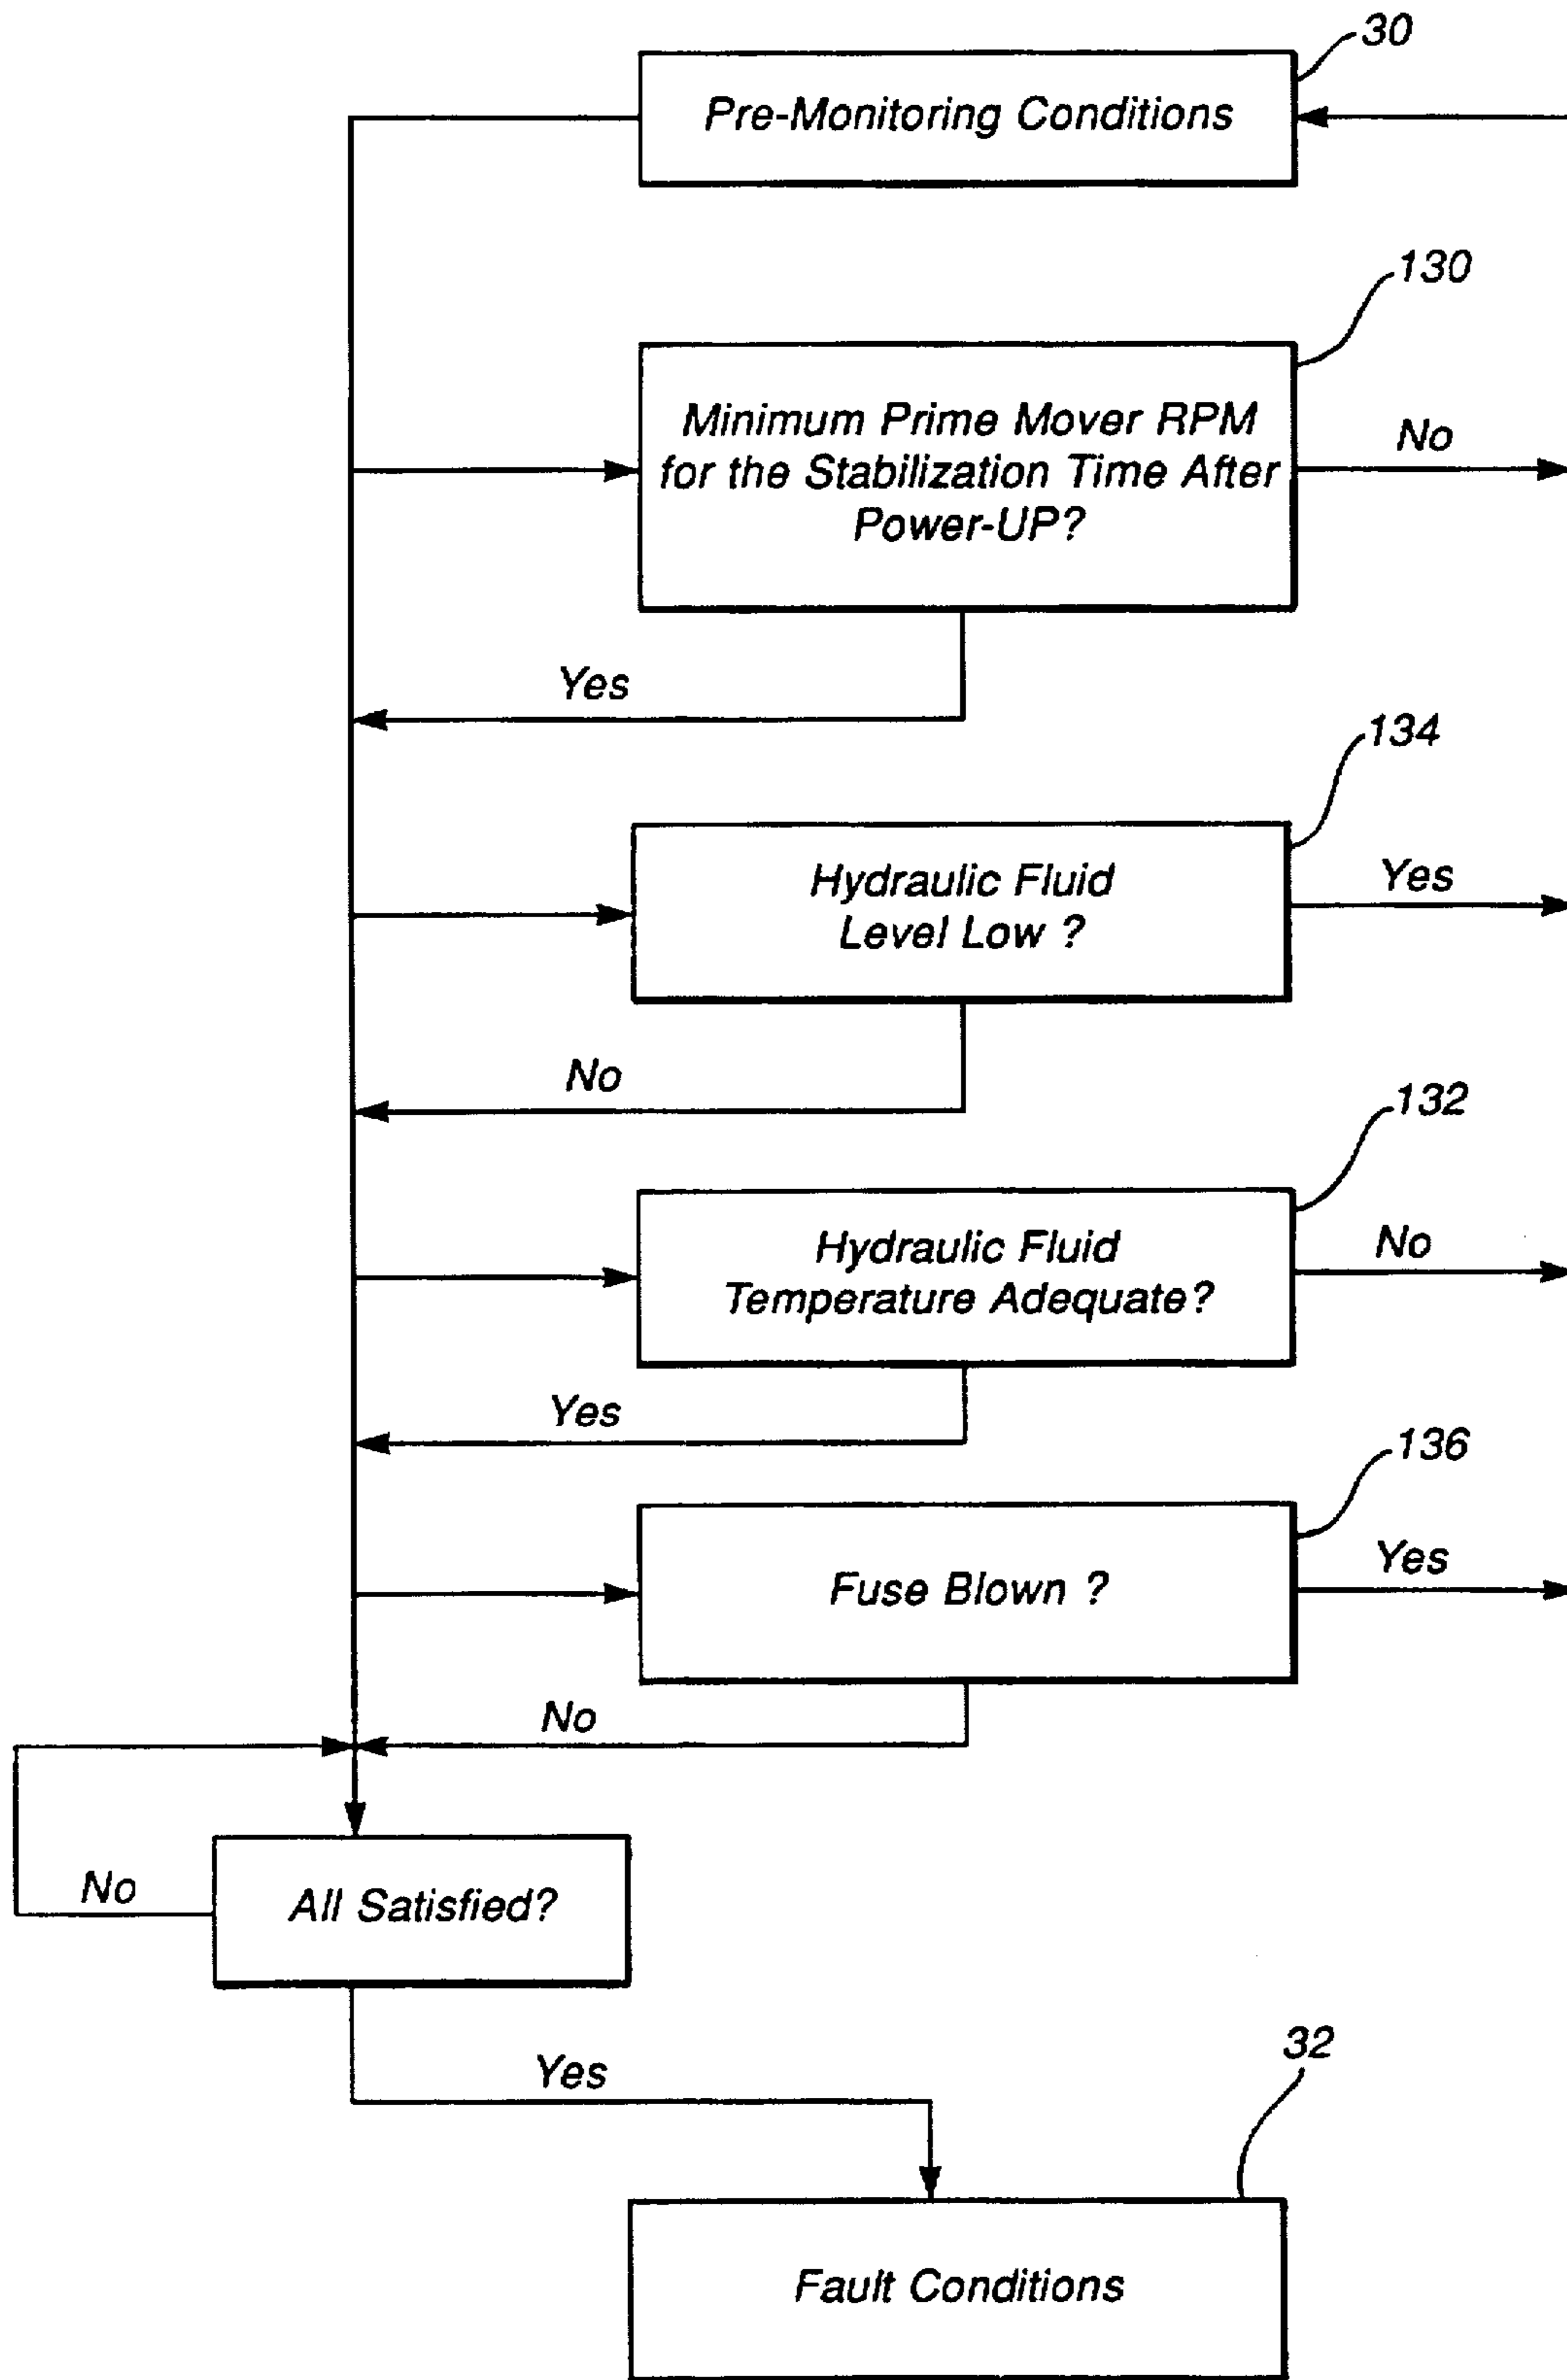 30
Pre-Monitoring Conditions
130
Minimum Prime Mover RPM
for the Stabilization Time After
Power-UP?
No
Yes
134
Hydraulic Fluid
Level Low ?
Yes
No
132
Hydraulic Fluid
Temperature Adequate?
No
Yes
136
Fuse Blown ?
Yes
No
All Satisfied?
No
Yes
32
Fault Conditions